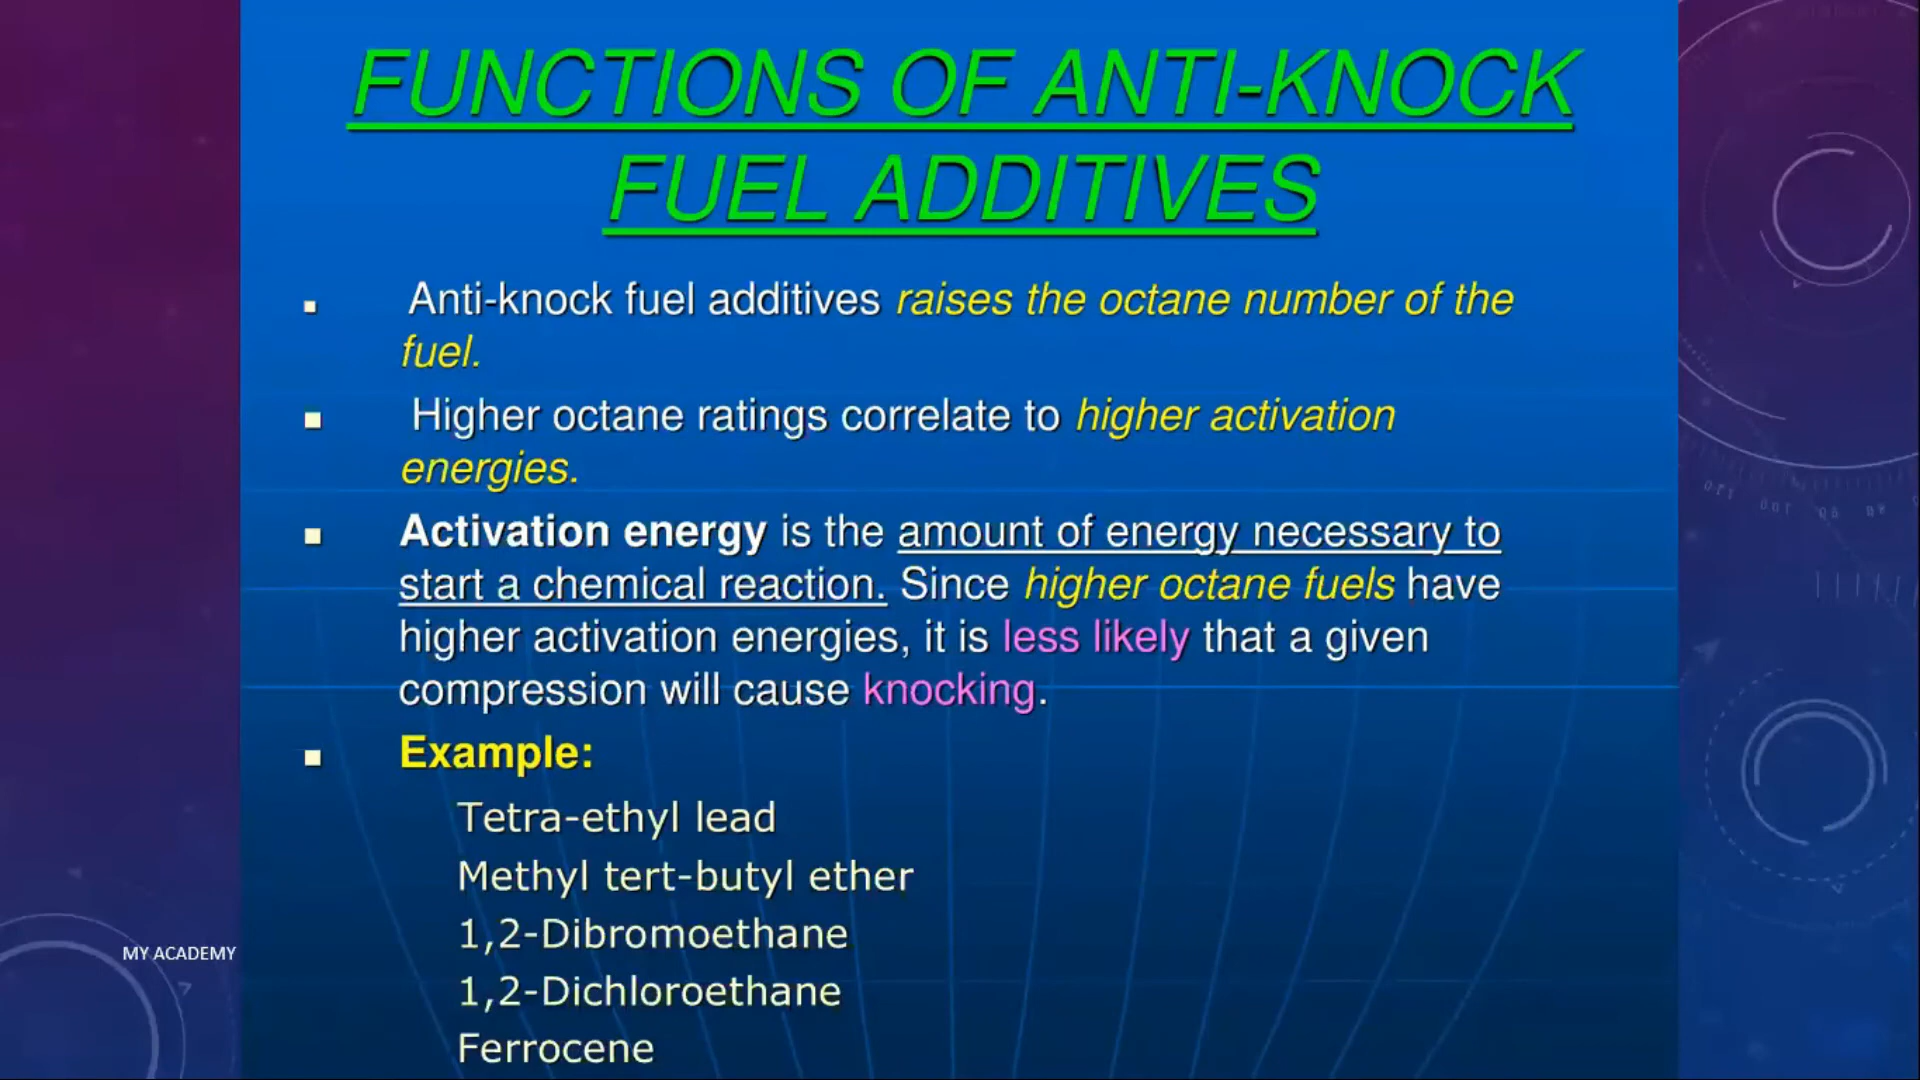 FUNCTIONS OF ANTI-KNOCK
FUEL ADDITIVES
Anti-knock fuel additives raises the octane number of the
fuel.
Higher octane ratings correlate to higher activation
energies.
Activation energy is the amount of energy necessary to
start a chemical reaction. Since higher octane fuels have
higher activation energies, it is less likely that a given
compression will cause knocking.
Example:
Tetra-ethyl lead
Methyl tert-butyl ether
1,2-Dibromoethane
1,2-Dichloroethane
Ferrocene
MY ACADEMY